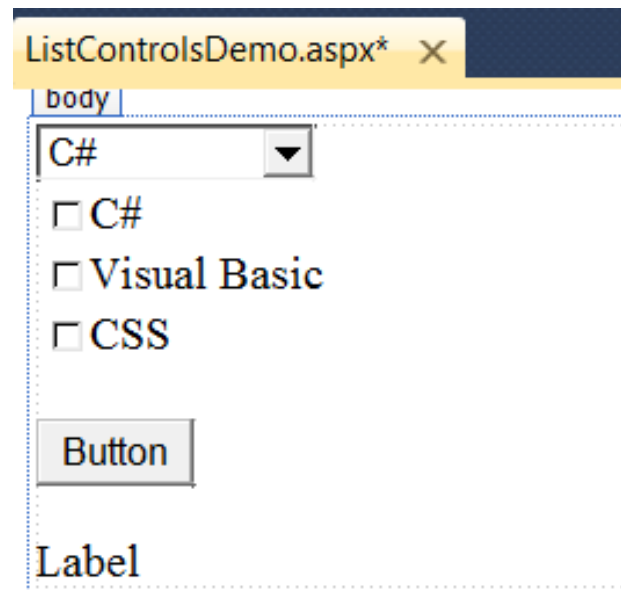 ListControlsDemo.aspx*
body
C#
C#
Visual Basic
CSS
Button
Label